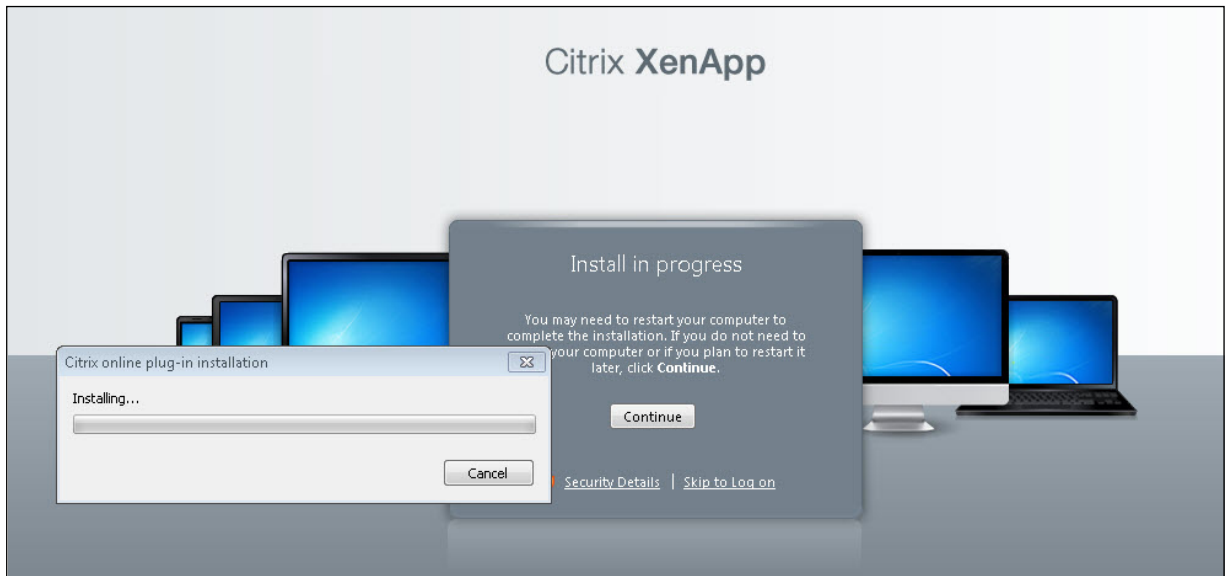 Citrix XenApp
Install in progress
You may need to restart your computer to
complete the installation. If you do not need to
your computer or if you plan to restart it
later, click Continue.
Continue
Security Details | Skip to Log on
Citrix online plug-in installation
Installing...
Cancel